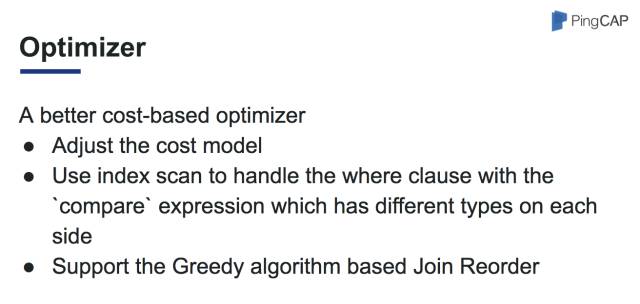 PingCAP
Optimizer
A better cost-based optimizer
● Adjust the cost model
● Use index scan to handle the where clause with the
`compare` expression which has different types on each
side
● Support the Greedy algorithm based Join Reorder